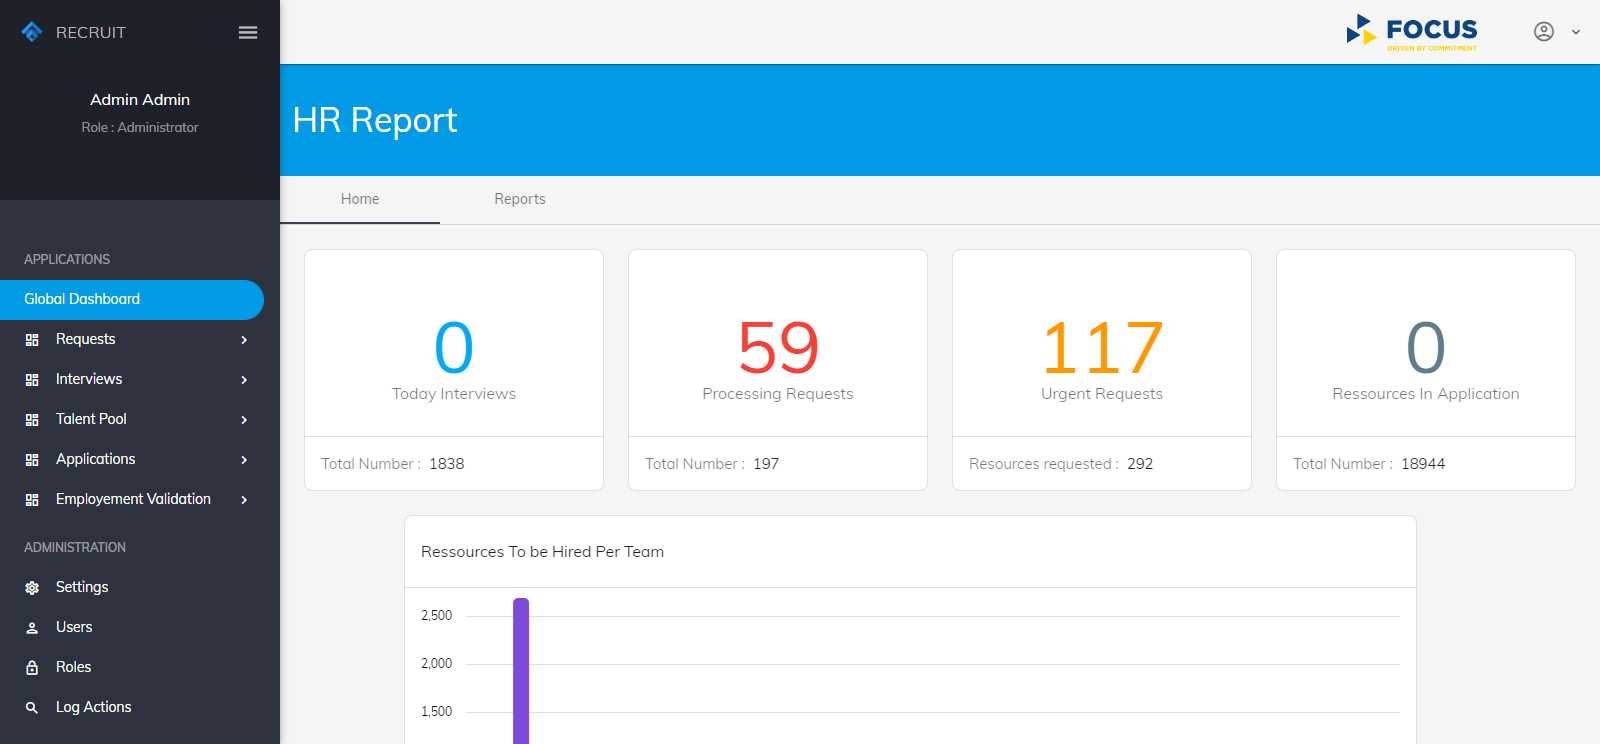 RECRUIT
Admin Admin
Role : Administrator
APPLICATIONS
Global Dashboard
Requests
Interviews
Talent Pool
Applications
Employement Validation
ADMINISTRATION
Settings
Users
Roles
Log Actions
FOCUS
DRIVEN BY COMMITMENT
HR Report
Home
Reports
0
Today Interviews
Total Number : 1838
59
Processing Requests
Total Number : 197
117
Urgent Requests
Resources requested : 292
0
Ressources In Application
Total Number : 18944
Ressources To be Hired Per Team
2,500
2,000
1,500